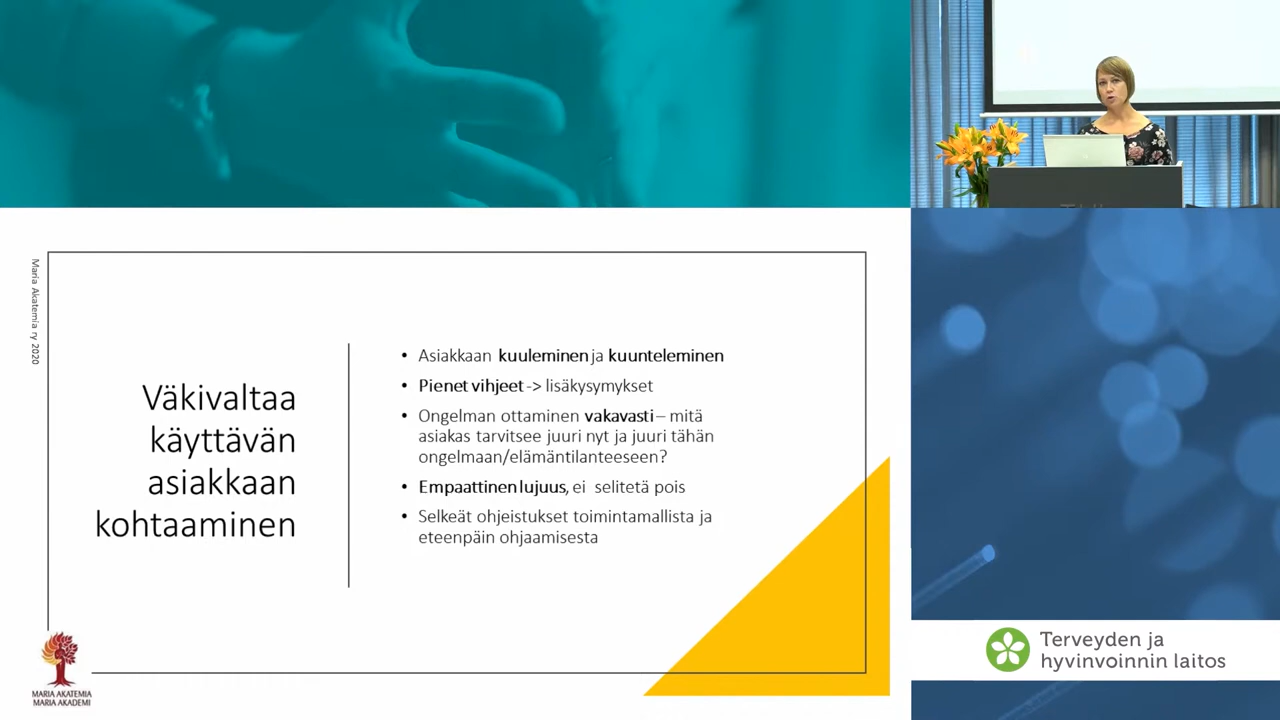 Maria Akatemia ry 2020
Väkivaltaa
käyttävän
asiakkaan
kohtaaminen
• Asiakkaan kuuleminen ja kuunteleminen
• Pienet vihjeet -> lisäkysymykset
• Ongelman ottaminen vakavasti – mitä
asiakas tarvitsee juuri nyt ja juuri tähän
ongelmaan/elämäntilanteeseen?
• Empaattinen lujuus, ei selitetä pois
• Selkeät ohjeistukset toimintamallista ja
eteenpäin ohjaamisesta
MARIA AKATEMIA
MARIA AKADEMI
Terveyden ja
hyvinvoinnin laitos